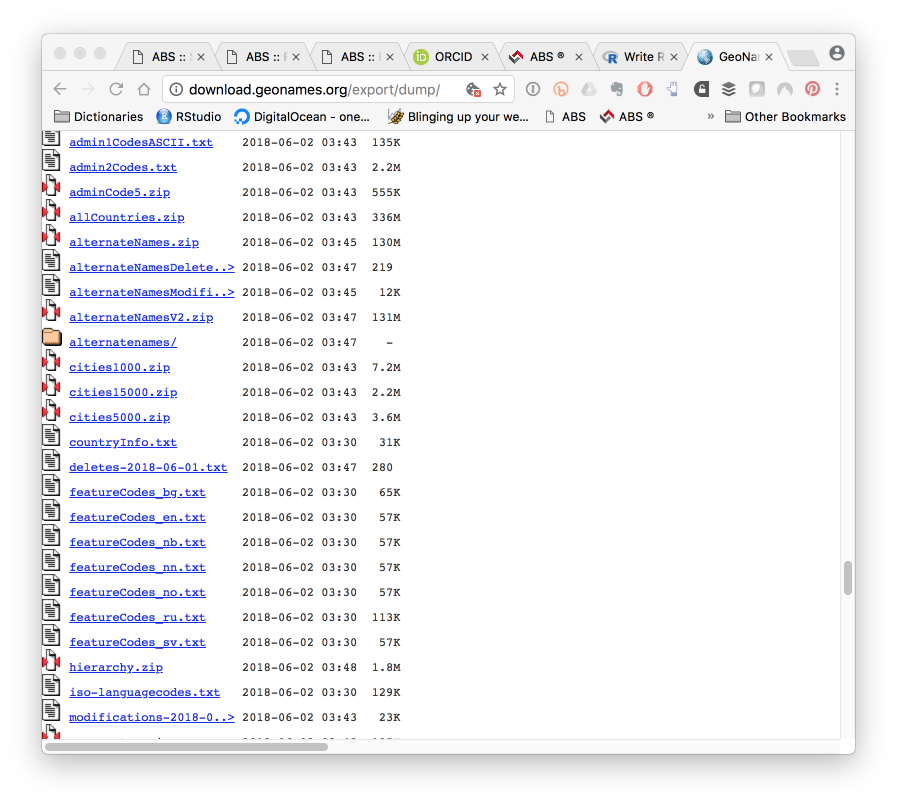 ABS :: ABS :: ABS :: ORCID ABS ® Write R GeoNa
download.geonames.org/export/dump/
Dictionaries RStudio DigitalOcean - one... Blinging up your we... ABS ABS ® » Other Bookmarks
admin1CodesASCII.txt 2018-06-02 03:43 135K
admin2Codes.txt 2018-06-02 03:43 2.2M
adminCode5.zip 2018-06-02 03:43 555K
allCountries.zip 2018-06-02 03:43 336M
alternateNames.zip 2018-06-02 03:45 130M
alternateNamesDelete..> 2018-06-02 03:47 219
alternateNamesModifi..> 2018-06-02 03:45 12K
alternateNamesV2.zip 2018-06-02 03:47 131M
alternatenames/ 2018-06-02 03:47 -
cities1000.zip 2018-06-02 03:43 7.2M
cities15000.zip 2018-06-02 03:43 2.2M
cities5000.zip 2018-06-02 03:43 3.6M
countryInfo.txt 2018-06-02 03:30 31K
deletes-2018-06-01.txt 2018-06-02 03:47 280
featureCodes_bg.txt 2018-06-02 03:30 65K
featureCodes_en.txt 2018-06-02 03:30 57K
featureCodes_nb.txt 2018-06-02 03:30 57K
featureCodes_nn.txt 2018-06-02 03:30 57K
featureCodes_no.txt 2018-06-02 03:30 57K
featureCodes_ru.txt 2018-06-02 03:30 113K
featureCodes_sv.txt 2018-06-02 03:30 57K
hierarchy.zip 2018-06-02 03:48 1.8M
iso-languagecodes.txt 2018-06-02 03:30 129K
modifications-2018-0..> 2018-06-02 03:43 23K